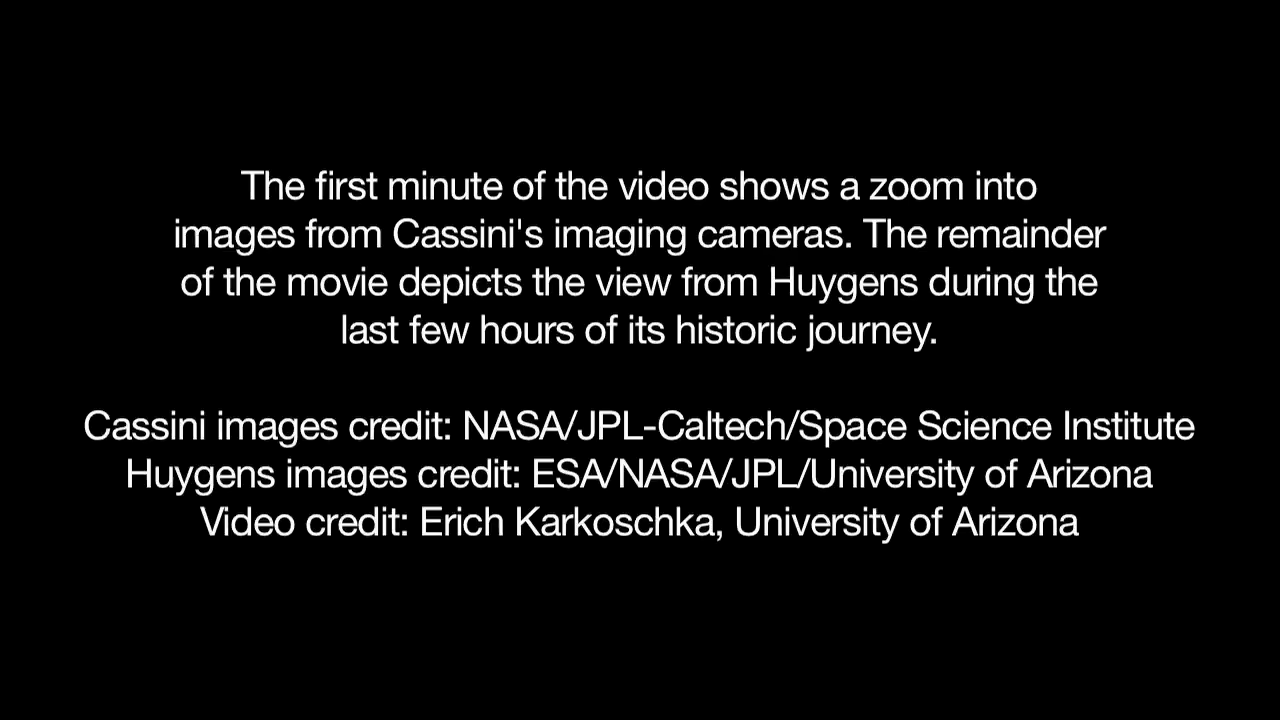 The first minute of the video shows a zoom into
images from Cassini's imaging cameras. The remainder
of the movie depicts the view from Huygens during the
last few hours of its historic journey.
Cassini images credit: NASA/JPL-Caltech/Space Science Institute
Huygens images credit: ESA/NASA/JPL/University of Arizona
Video credit: Erich Karkoschka, University of Arizona